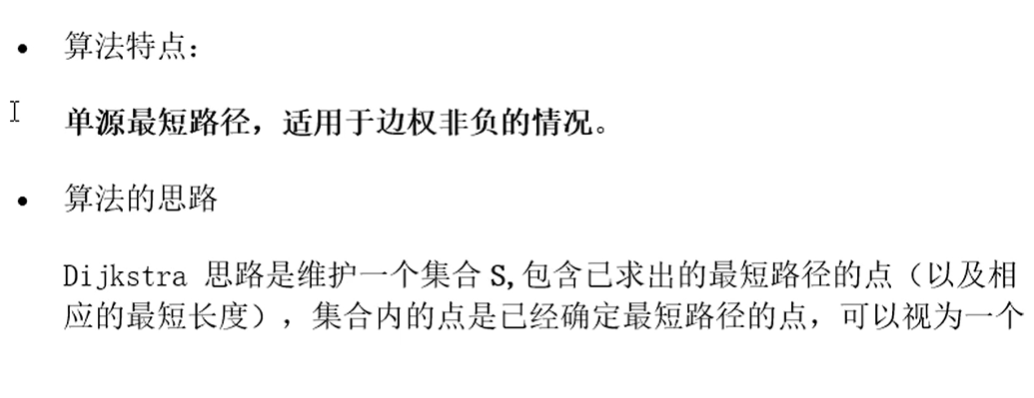 • 算法特点：
单源最短路径，适用于边权非负的情况。
• 算法的思路
Dijkstra 思路是维护一个集合 S,包含已求出的最短路径的点（以及相
应的最短长度），集合内的点是已经确定最短路径的点，可以视为一个